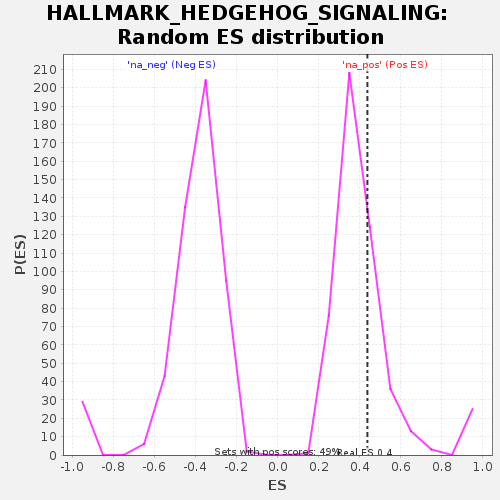 HALLMARK_HEDGEHOG_SIGNALING:
Random ES distribution
'na_neg' (Neg ES)
'na_pos' (Pos ES)
210
200
190
180
170
160
150
140
130
120
110
100
90
80
70
60
50
40
30
20
10
0
P(ES)
Sets with pos scores: 49%
Real ES 0.4
-1.0 -0.8 -0.6 -0.4 -0.2 0.0 0.2 0.4 0.6 0.8 1.0
ES